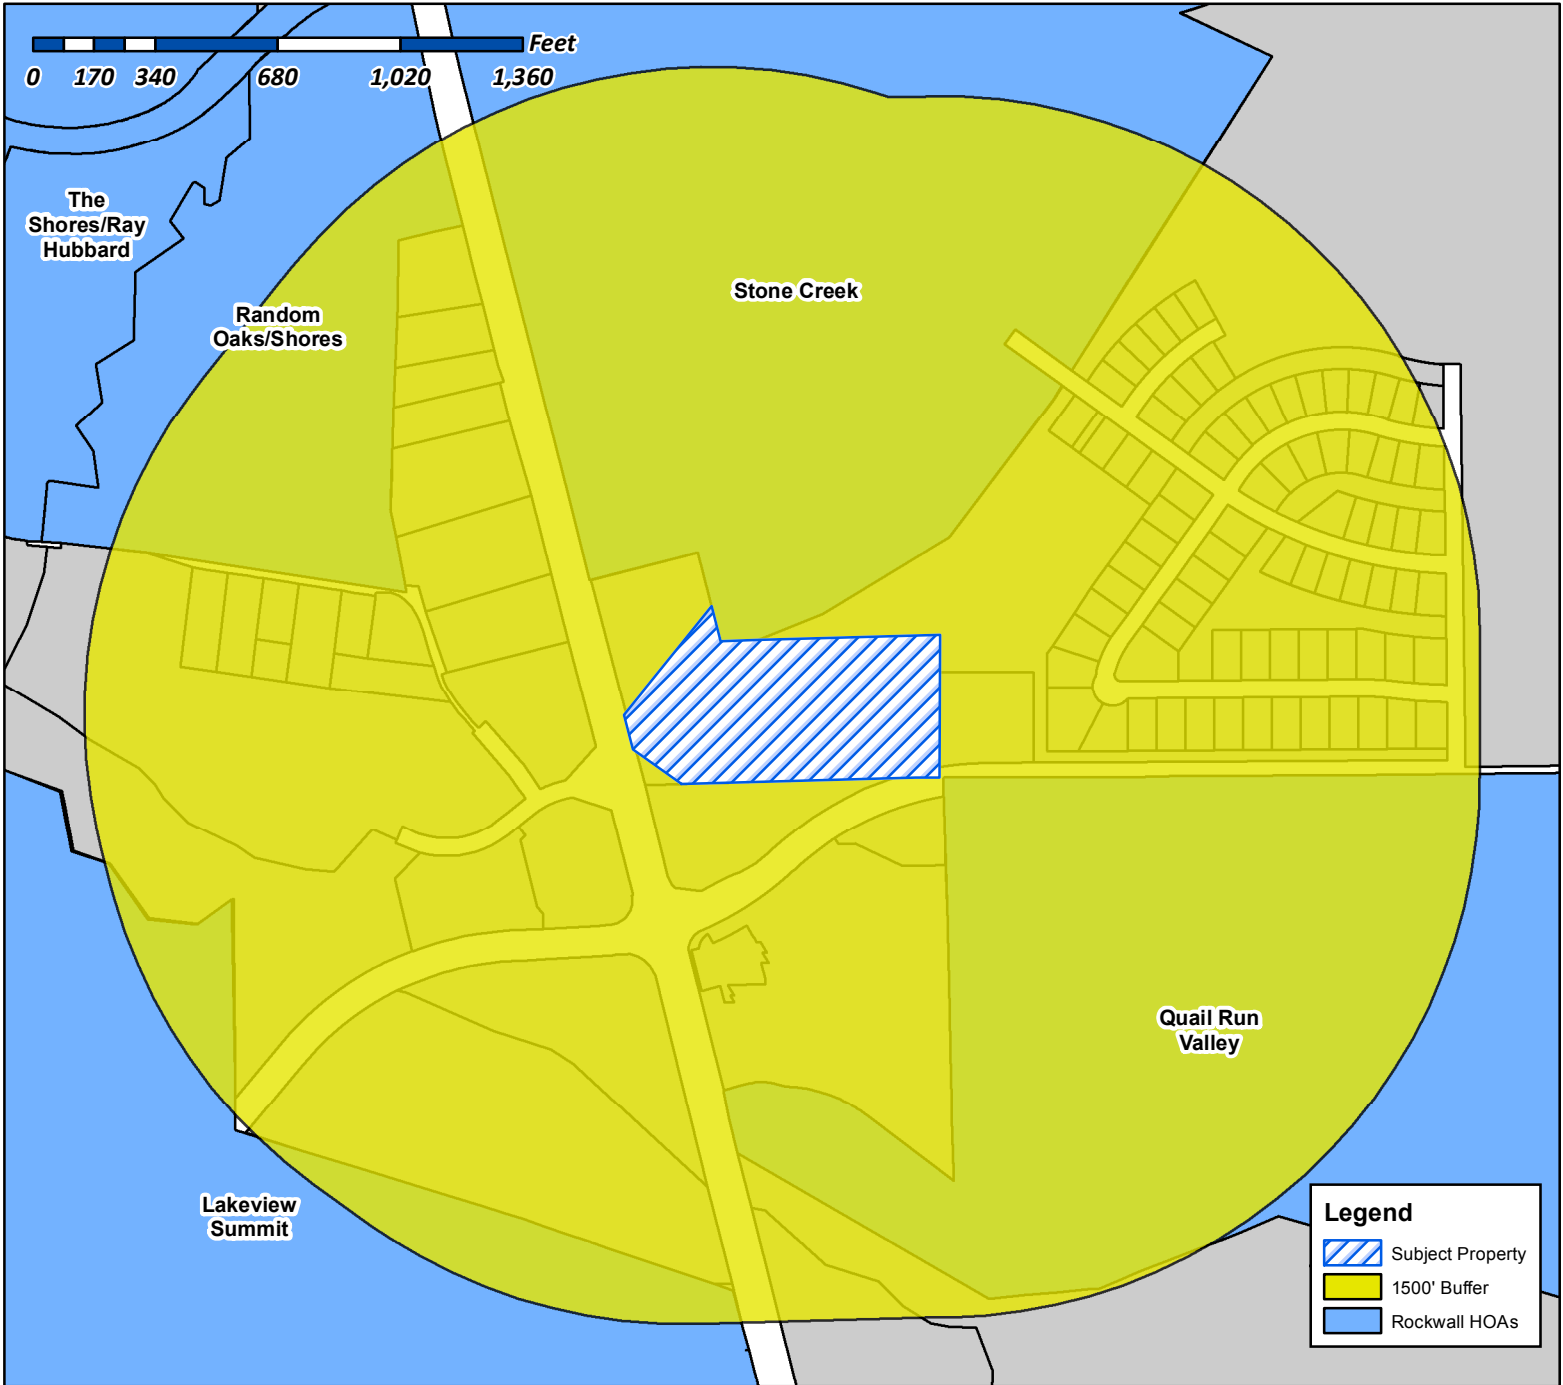 Feet
0 170 340 680 1,020 1,360
The
Shores/Ray
Hubbard
Random
Oaks/Shores
Stone Creek
Quail Run
Valley
Lakeview
Summit
Legend
Subject Property
1500' Buffer
Rockwall HOAs